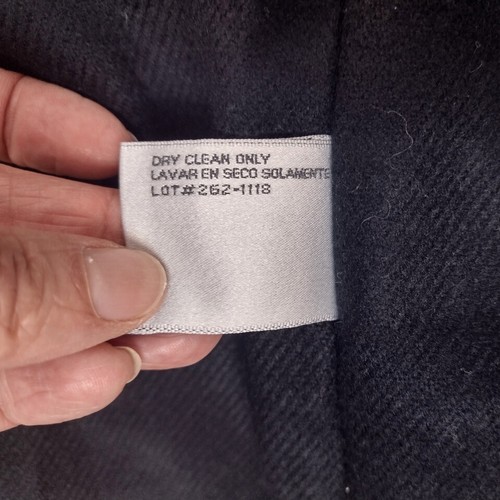 DRY CLEAN ONLY
LAVAR EN SECO SOLAMENTE
LOT#262-1118